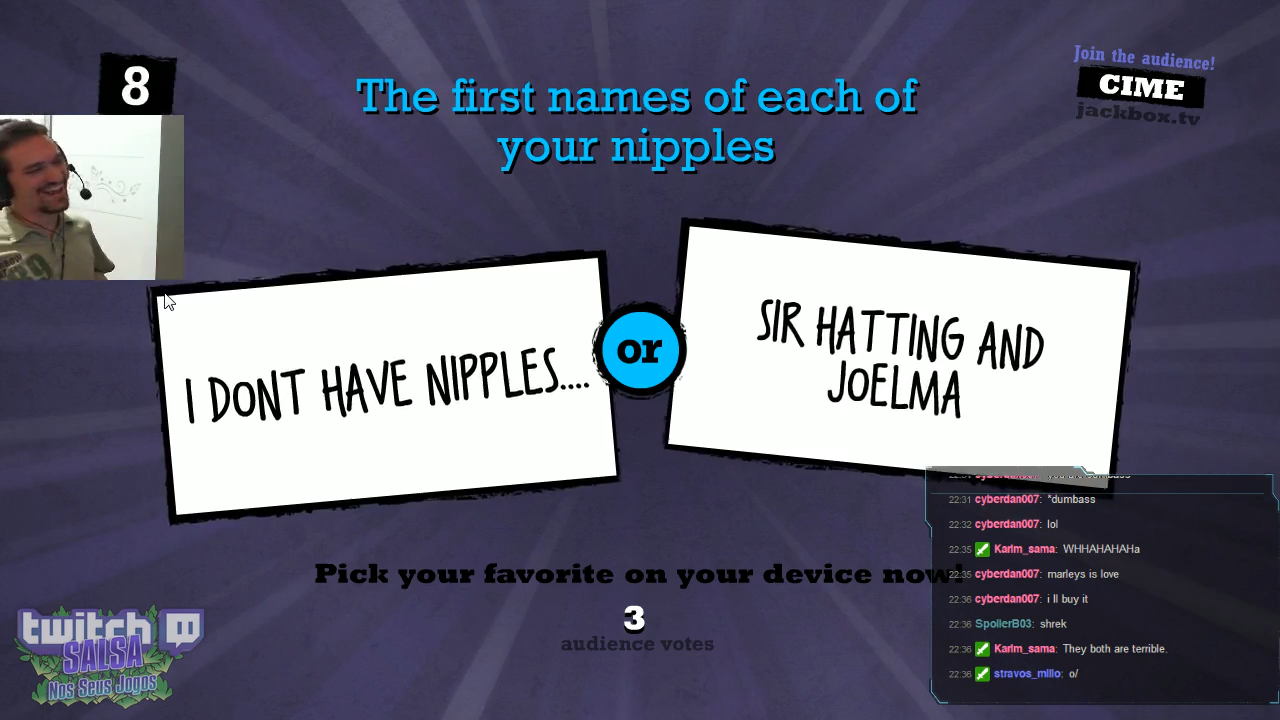 8
The first names of each of
your nipples
Join the audience!
CIME
jackbox.tv
I DONT HAVE NIPPLES....
or
SIR HATTING AND
JOELMA
Pick your favorite on your device now!
3
audience votes
22:31 cyberdan007: *dumbass
22:32 cyberdan007: lol
22:35 Karim_sama: WHHAHAHAHa
22:35 cyberdan007: marleys is love
22:36 cyberdan007: i ll buy it
22:36 SpoilerB03: shrek
22:36 Karim_sama: They both are terrible.
22:36 stravos_millo: o/
twitch
SALSA
Nos Seus Jogos